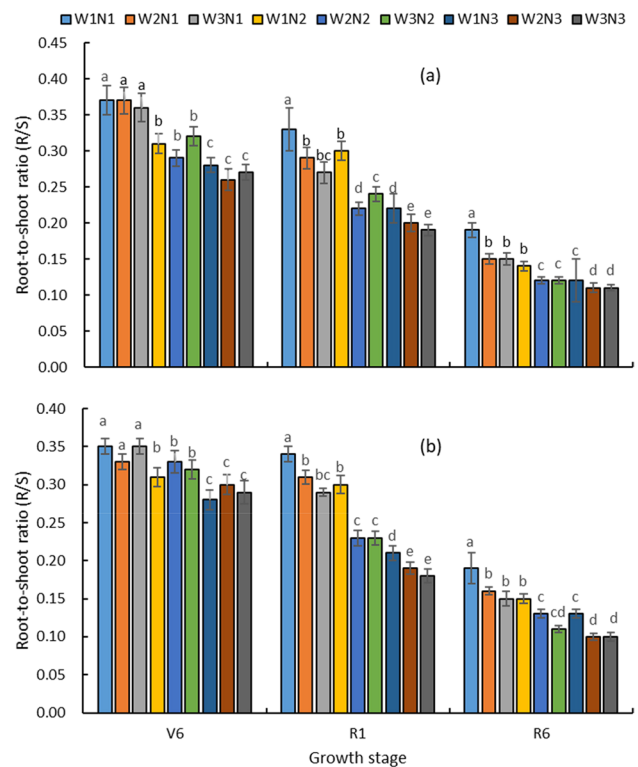 W1N1 W2N1 W3N1 W1N2 W2N2 W3N2 W1N3 W2N3 W3N3
0.45
(a)
0.40
a a a
0.35
a
b b b c
0.30
b b bc b
c c c
0.25
c c d
e e
0.20
a
0.15
b b b c c c d d
0.10
0.05
0.00
Root-to-shoot ratio (R/S)
0.40
(b)
a a a b b b c c c
0.35
a b bc b
0.30
c c d e e
0.25
0.20
a b b b c cd c d d
0.15
0.10
0.05
0.00
Root-to-shoot ratio (R/S)
V6 R1 R6
Growth stage